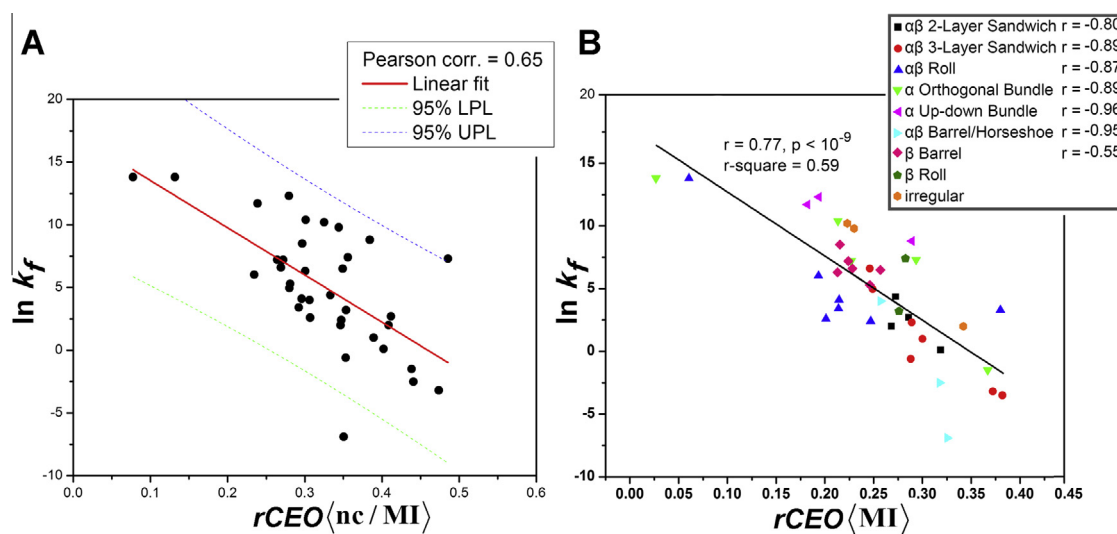 A
Pearson corr. = 0.65
Linear fit
95% LPL
95% UPL
ln kf
20
15
10
5
0
-5
-10
0.0 0.1 0.2 0.3 0.4 0.5 0.6
rCEO⟨nc / MI⟩
B
αβ 2-Layer Sandwich r = -0.80
αβ 3-Layer Sandwich r = -0.89
αβ Roll r = -0.87
α Orthogonal Bundle r = -0.89
α Up-down Bundle r = -0.96
αβ Barrel/Horseshoe r = -0.95
β Barrel r = -0.55
β Roll
irregular
r = 0.77, p < 10⁻⁹
r-square = 0.59
ln kf
20
15
10
5
0
-5
-10
0.00 0.05 0.10 0.15 0.20 0.25 0.30 0.35 0.40 0.45
rCEO⟨MI⟩